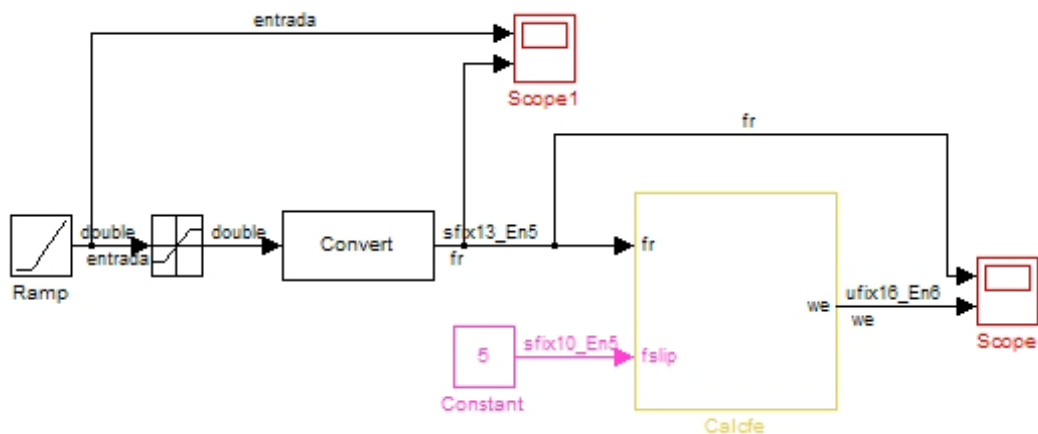 entrada
Scope1
fr
double
entrada
double
Convert
sfix13_En5
fr
fr
Ramp
we
ufix16_En6
we
Scope
5
sfix10_En5
fslip
Constant
Calcfe